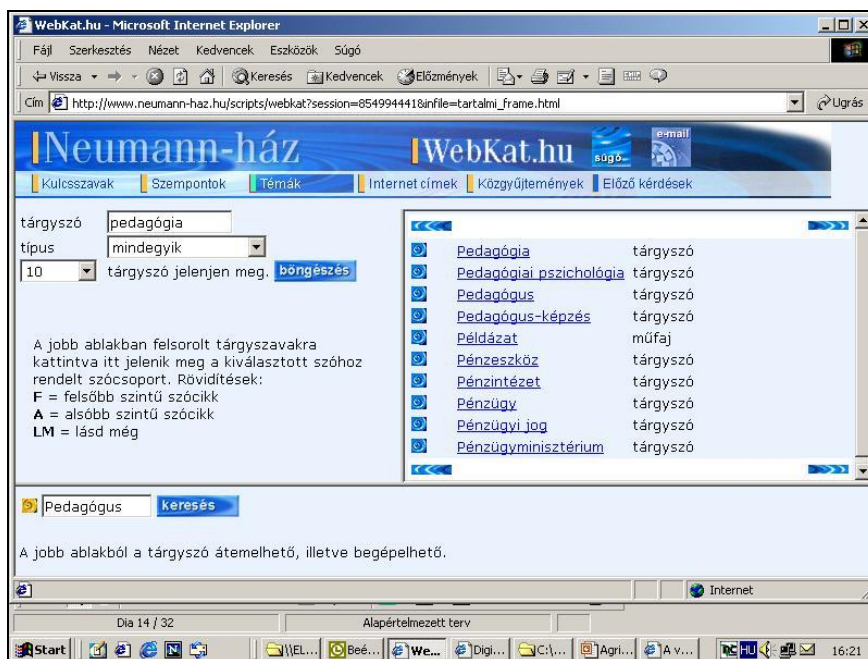 WebKat.hu - Microsoft Internet Explorer
Fájl Szerkesztés Nézet Kedvencek Eszközök Súgó
Vissza Keresés Kedvencek Előzmények
Cím http://www.neumann-haz.hu/scripts/webkat?session=854994441&infile=tartalmi_frame.html Ugrás
Neumann-ház WebKat.hu súgó e-mail
Kulcsszavak Szempontok Témák Internet címek Közgyűjtemények Előző kérdések
tárgyszó pedagógia
típus mindegyik
10 tárgyszó jelenjen meg. böngészés
A jobb ablakban felsorolt tárgyszavakra
kattintva itt jelenik meg a kiválasztott szóhoz
rendelt szócsoport. Rövidítések:
F = felsőbb szintű szócikk
A = alsóbb szintű szócikk
LM = lásd még
Pedagógia tárgyszó
Pedagógiai pszichológia tárgyszó
Pedagógus tárgyszó
Pedagógus-képzés tárgyszó
Példázat műfaj
Pénzeszköz tárgyszó
Pénzintézet tárgyszó
Pénzügy tárgyszó
Pénzügyi jog tárgyszó
Pénzügyminisztérium tárgyszó
Pedagógus keresés
A jobb ablakból a tárgyszó átemelhető, illetve begépelhető.
Internet
Dia 14 / 32 Alapértelmezett terv
Start \\EL... Beé... We... Digi... C:\... Agri... A v... HU 16:21